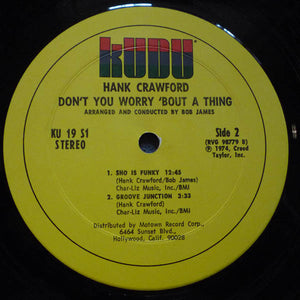 KUDU
HANK CRAWFORD
DON'T YOU WORRY 'BOUT A THING
ARRANGED AND CONDUCTED BY BOB JAMES
KU 19 S1
STEREO
Side 2
(RVG 98779 B)
℗ 1974, Creed
Taylor, Inc.
1. SHO IS FUNKY 12:45
(Hank Crawford/Bob James)
Char-Liz Music, Inc./BMI
2. GROOVE JUNCTION 3:33
(Hank Crawford)
Char-Liz Music, Inc./BMI
Distributed by Motown Record Corp.
6464 Sunset Blvd.,
Hollywood, Calif. 90028